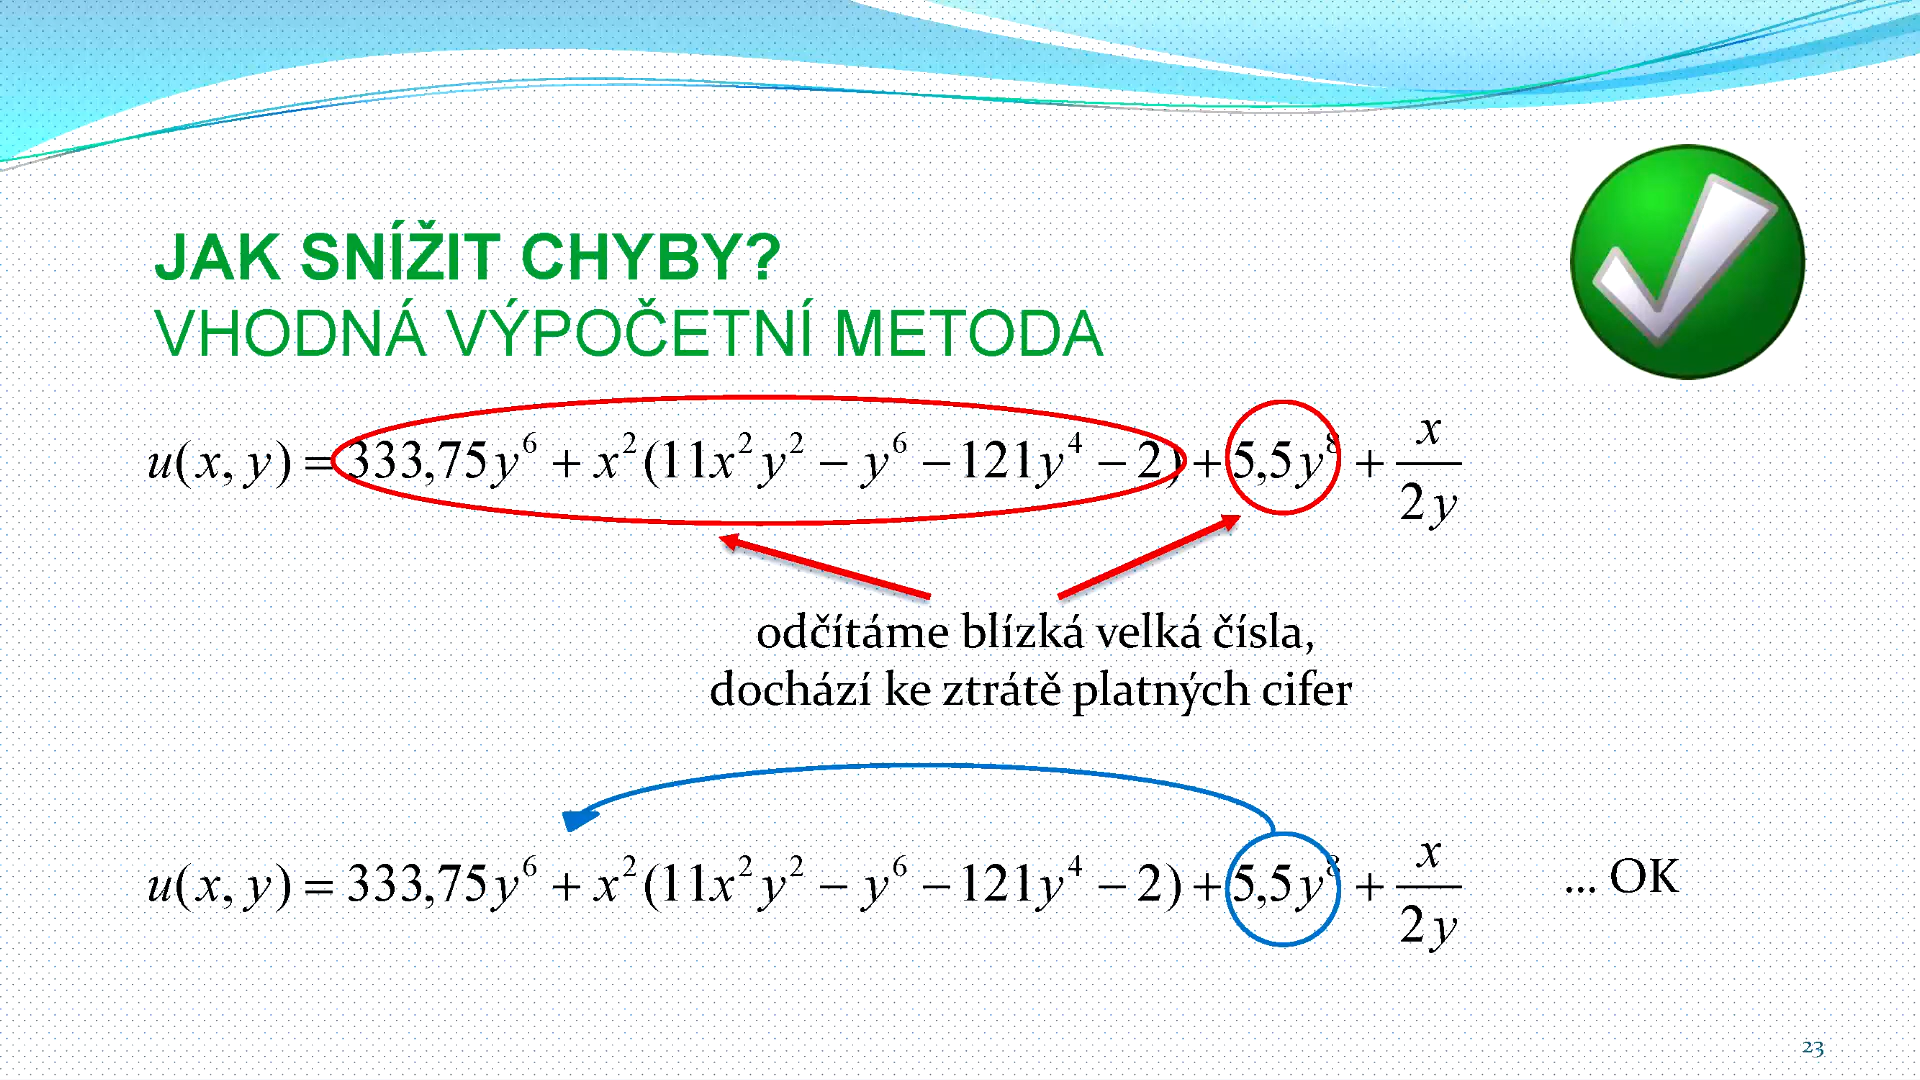 JAK SNÍŽIT CHYBY?
VHODNÁ VÝPOČETNÍ METODA
u(x, y) = 333,75y⁶ + x²(11x²y² − y⁶ − 121y⁴ − 2) + 5,5y⁸ + x/2y
odčítáme blízká velká čísla,
dochází ke ztrátě platných cifer
u(x, y) = 333,75y⁶ + x²(11x²y² − y⁶ − 121y⁴ − 2) + 5,5y⁸ + x/2y ... OK
23